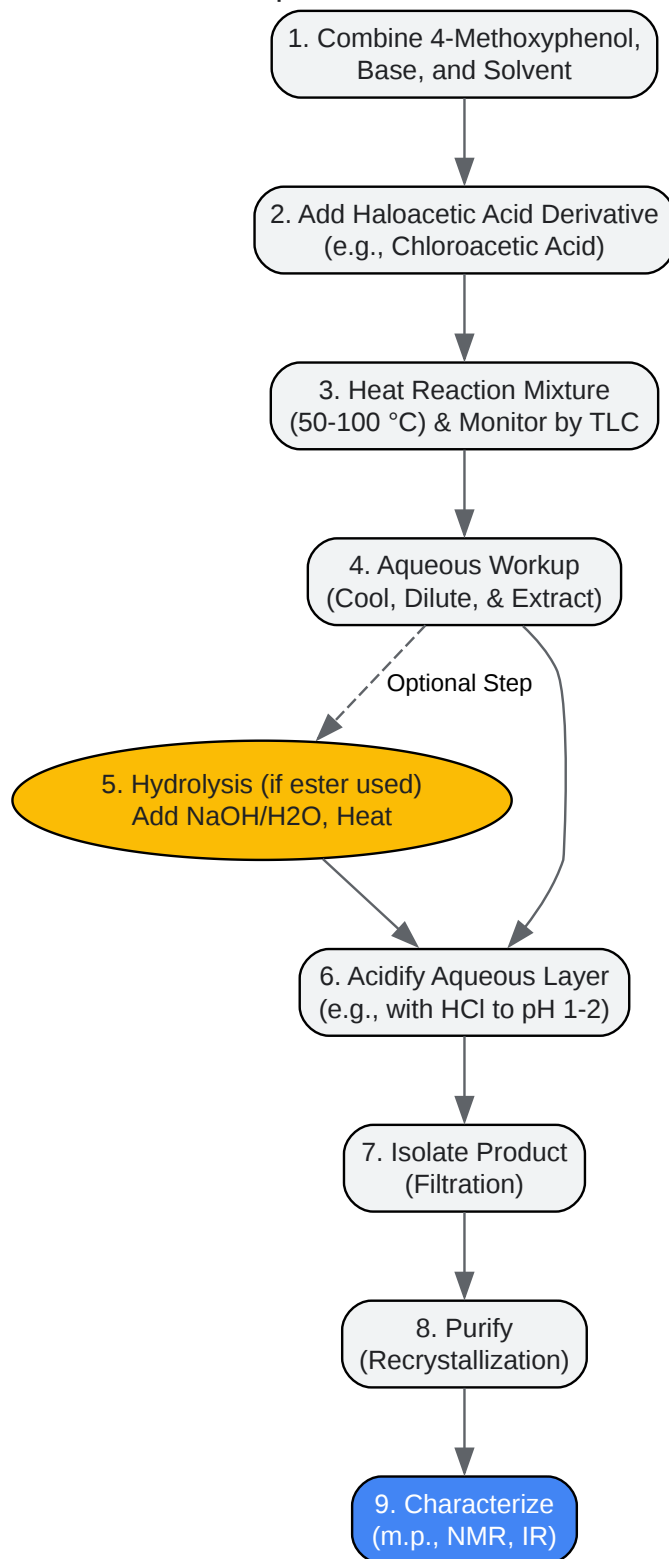 1. Combine 4-Methoxyphenol,
Base, and Solvent
2. Add Haloacetic Acid Derivative
(e.g., Chloroacetic Acid)
3. Heat Reaction Mixture
(50-100 °C) & Monitor by TLC
4. Aqueous Workup
(Cool, Dilute, & Extract)
Optional Step
5. Hydrolysis (if ester used)
Add NaOH/H2O, Heat
6. Acidify Aqueous Layer
(e.g., with HCl to pH 1-2)
7. Isolate Product
(Filtration)
8. Purify
(Recrystallization)
9. Characterize
(m.p., NMR, IR)